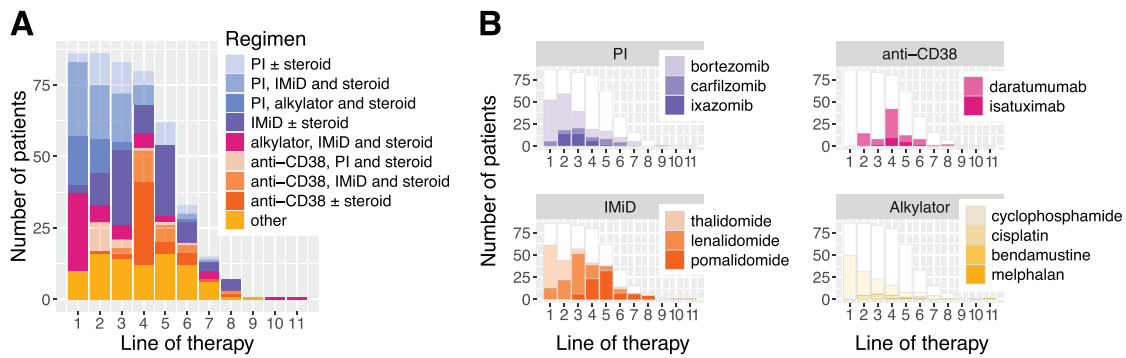 A
Number of patients
75
50
25
0
1 2 3 4 5 6 7 8 9 10 11
Line of therapy
Regimen
PI ± steroid
PI, IMiD and steroid
PI, alkylator and steroid
IMiD ± steroid
alkylator, IMiD and steroid
anti−CD38, PI and steroid
anti−CD38, IMiD and steroid
anti−CD38 ± steroid
other
B
Number of patients
PI
75
50
25
0
1 2 3 4 5 6 7 8 9 10 11
bortezomib
carfilzomib
ixazomib
anti−CD38
75
50
25
0
1 2 3 4 5 6 7 8 9 10 11
daratumumab
isatuximab
IMiD
75
50
25
0
1 2 3 4 5 6 7 8 9 10 11
Line of therapy
thalidomide
lenalidomide
pomalidomide
Alkylator
75
50
25
0
1 2 3 4 5 6 7 8 9 10 11
Line of therapy
cyclophosphamide
cisplatin
bendamustine
melphalan